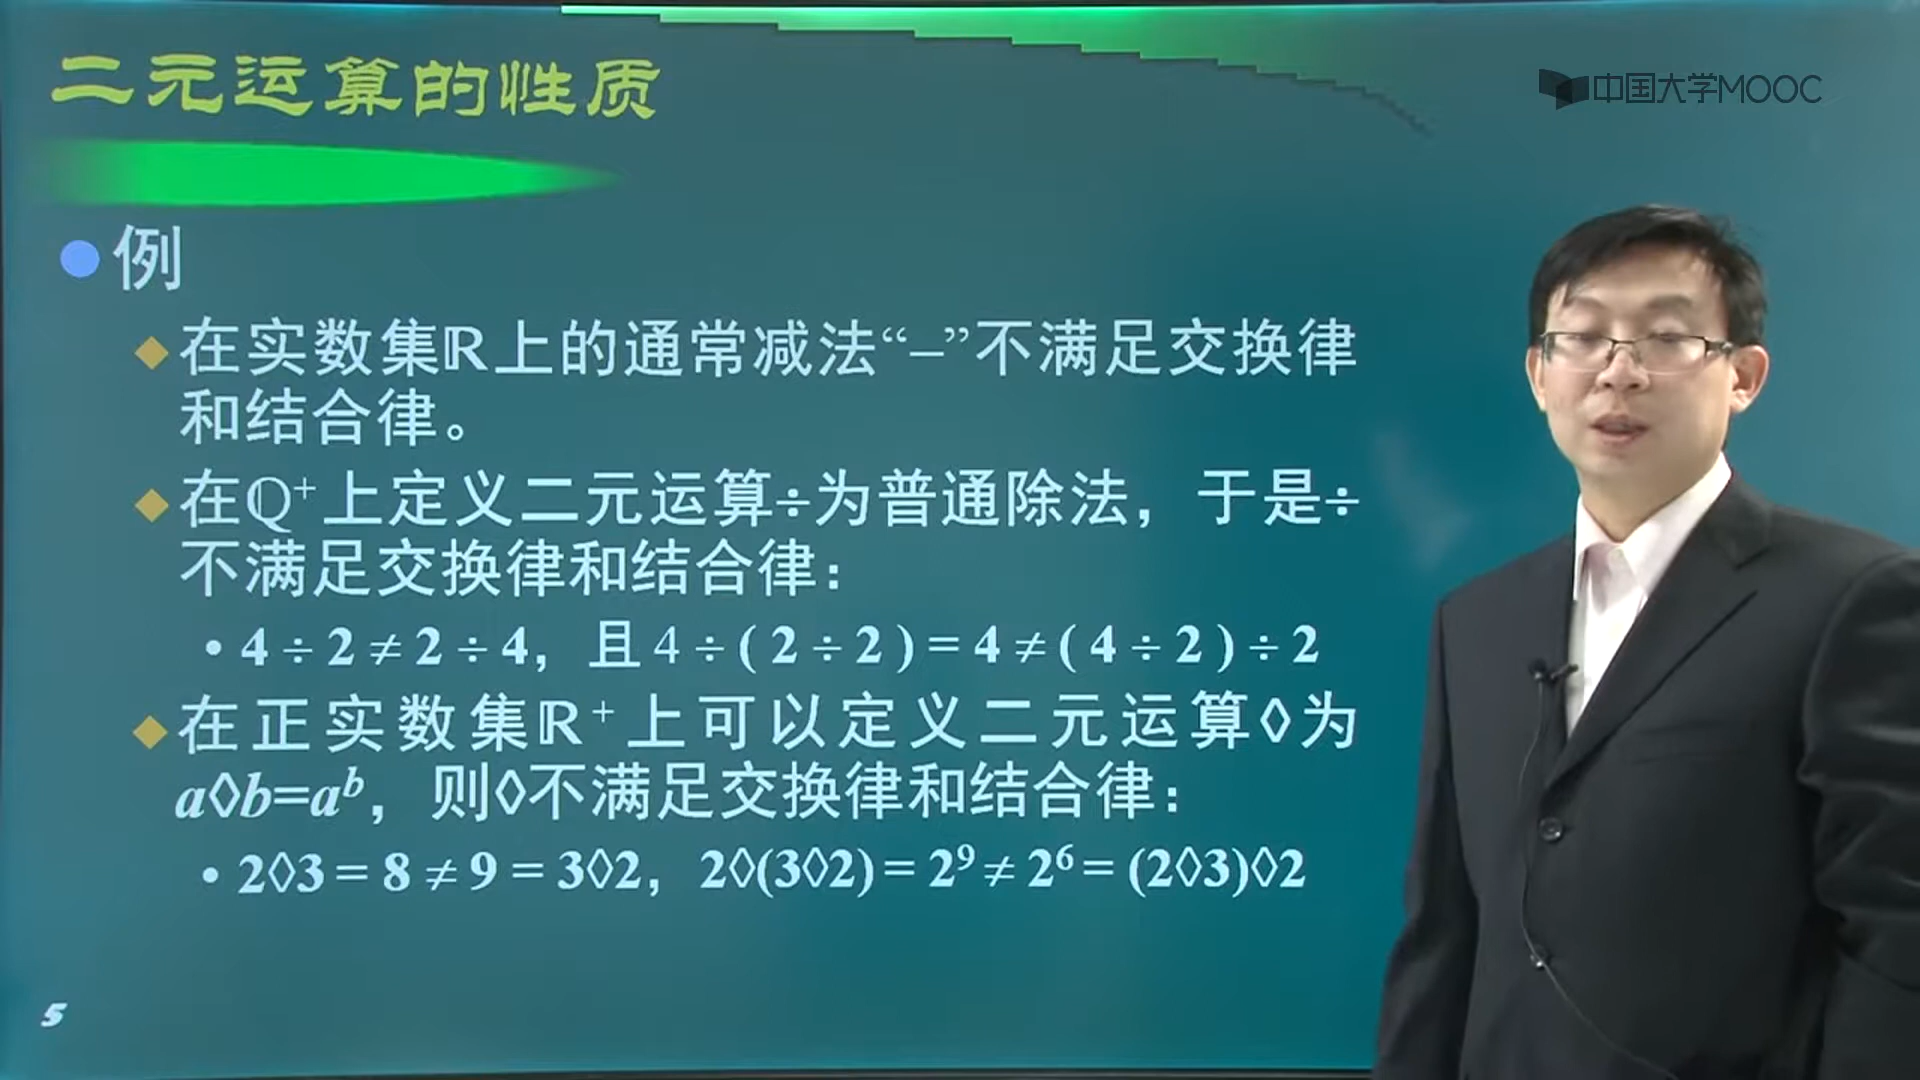 二元运算的性质
中国大学MOOC
例
在实数集ℝ上的通常减法“–”不满足交换律
和结合律。
在ℚ⁺上定义二元运算÷为普通除法，于是÷
不满足交换律和结合律：
• 4 ÷ 2 ≠ 2 ÷ 4，且 4 ÷ ( 2 ÷ 2 ) = 4 ≠ ( 4 ÷ 2 ) ÷ 2
在正实数集ℝ⁺上可以定义二元运算◊为
a◊b=aᵇ，则◊不满足交换律和结合律：
• 2◊3 = 8 ≠ 9 = 3◊2，2◊(3◊2) = 2⁹ ≠ 2⁶ = (2◊3)◊2
5